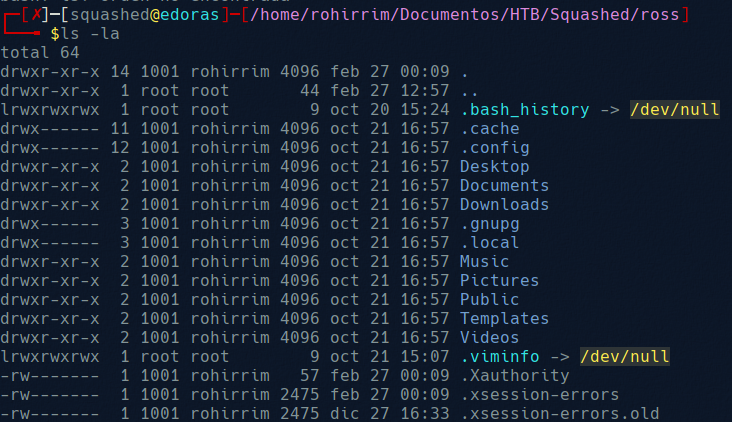 [✗]─[squashed@edoras]─[/home/rohirrim/Documentos/HTB/Squashed/ross]
$ls -la
total 64
drwxr-xr-x 14 1001 rohirrim 4096 feb 27 00:09 .
drwxr-xr-x  1 root root       44 feb 27 12:57 ..
lrwxrwxrwx  1 root root        9 oct 20 15:24 .bash_history -> /dev/null
drwx------ 11 1001 rohirrim 4096 oct 21 16:57 .cache
drwx------ 12 1001 rohirrim 4096 oct 21 16:57 .config
drwxr-xr-x  2 1001 rohirrim 4096 oct 21 16:57 Desktop
drwxr-xr-x  2 1001 rohirrim 4096 oct 21 16:57 Documents
drwxr-xr-x  2 1001 rohirrim 4096 oct 21 16:57 Downloads
drwx------  3 1001 rohirrim 4096 oct 21 16:57 .gnupg
drwx------  3 1001 rohirrim 4096 oct 21 16:57 .local
drwxr-xr-x  2 1001 rohirrim 4096 oct 21 16:57 Music
drwxr-xr-x  2 1001 rohirrim 4096 oct 21 16:57 Pictures
drwxr-xr-x  2 1001 rohirrim 4096 oct 21 16:57 Public
drwxr-xr-x  2 1001 rohirrim 4096 oct 21 16:57 Templates
drwxr-xr-x  2 1001 rohirrim 4096 oct 21 16:57 Videos
lrwxrwxrwx  1 root root        9 oct 21 15:07 .viminfo -> /dev/null
-rw-------  1 1001 rohirrim   57 feb 27 00:09 .Xauthority
-rw-------  1 1001 rohirrim 2475 feb 27 00:09 .xsession-errors
-rw-------  1 1001 rohirrim 2475 dic 27 16:33 .xsession-errors.old